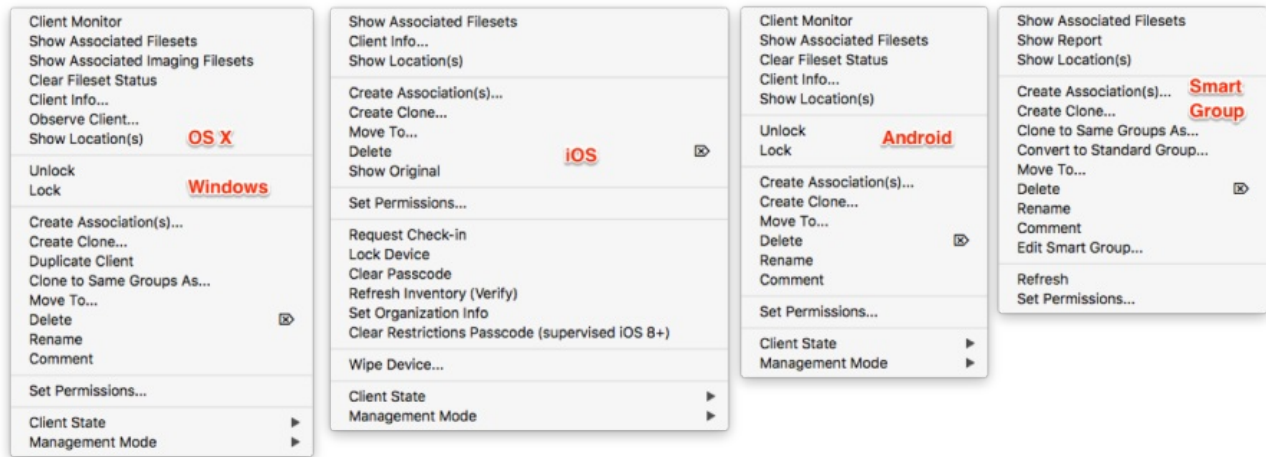 Client Monitor
Show Associated Filesets
Show Associated Imaging Filesets
Clear Fileset Status
Client Info...
Observe Client...
Show Location(s)
OS X
Unlock
Lock
Windows
Create Association(s)...
Create Clone...
Duplicate Client
Clone to Same Groups As...
Move To...
Delete
Rename
Comment
Set Permissions...
Client State
Management Mode
Show Associated Filesets
Client Info...
Show Location(s)
Create Association(s)...
Create Clone...
Move To...
Delete
iOS
Show Original
Set Permissions...
Request Check-in
Lock Device
Clear Passcode
Refresh Inventory (Verify)
Set Organization Info
Clear Restrictions Passcode (supervised iOS 8+)
Wipe Device...
Client State
Management Mode
Client Monitor
Show Associated Filesets
Clear Fileset Status
Client Info...
Show Location(s)
Unlock
Android
Lock
Create Association(s)...
Create Clone...
Move To...
Delete
Rename
Comment
Set Permissions...
Client State
Management Mode
Show Associated Filesets
Show Report
Show Location(s)
Create Association(s)...
Smart
Create Clone...
Group
Clone to Same Groups As...
Convert to Standard Group...
Move To...
Delete
Rename
Comment
Edit Smart Group...
Refresh
Set Permissions...